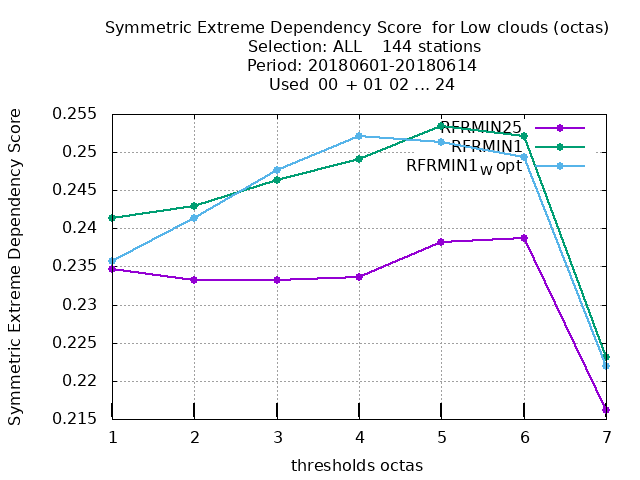 Symmetric Extreme Dependency Score  for Low clouds (octas)
Selection: ALL    144 stations
Period: 20180601-20180614
Used  00 + 01 02 ... 24
Symmetric Extreme Dependency Score
0.255
0.25
0.245
0.24
0.235
0.23
0.225
0.22
0.215
RFRMIN25
RFRMIN1
RFRMIN1w opt
1 2 3 4 5 6 7
thresholds octas